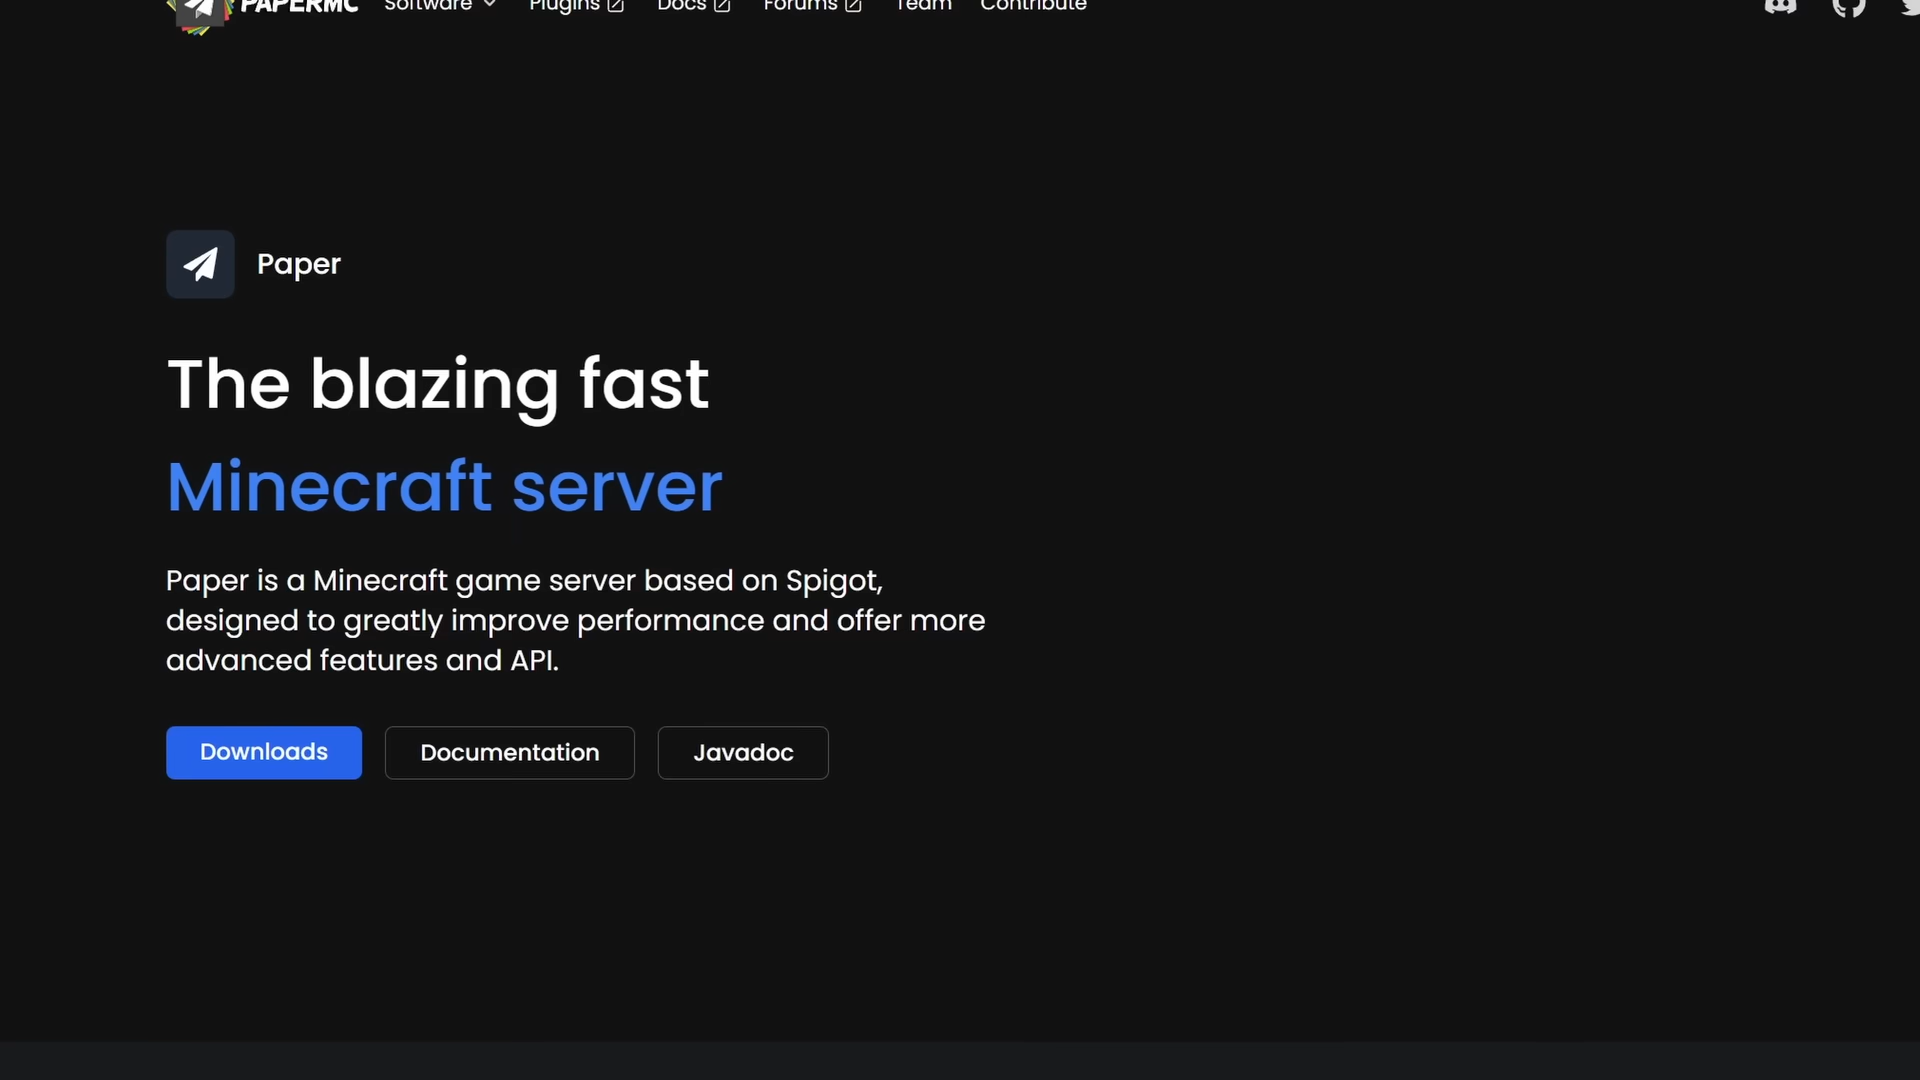 PAPERMC Software Plugins Docs Forums Team Contribute
Paper
The blazing fast
Minecraft server
Paper is a Minecraft game server based on Spigot,
designed to greatly improve performance and offer more
advanced features and API.
Downloads Documentation Javadoc